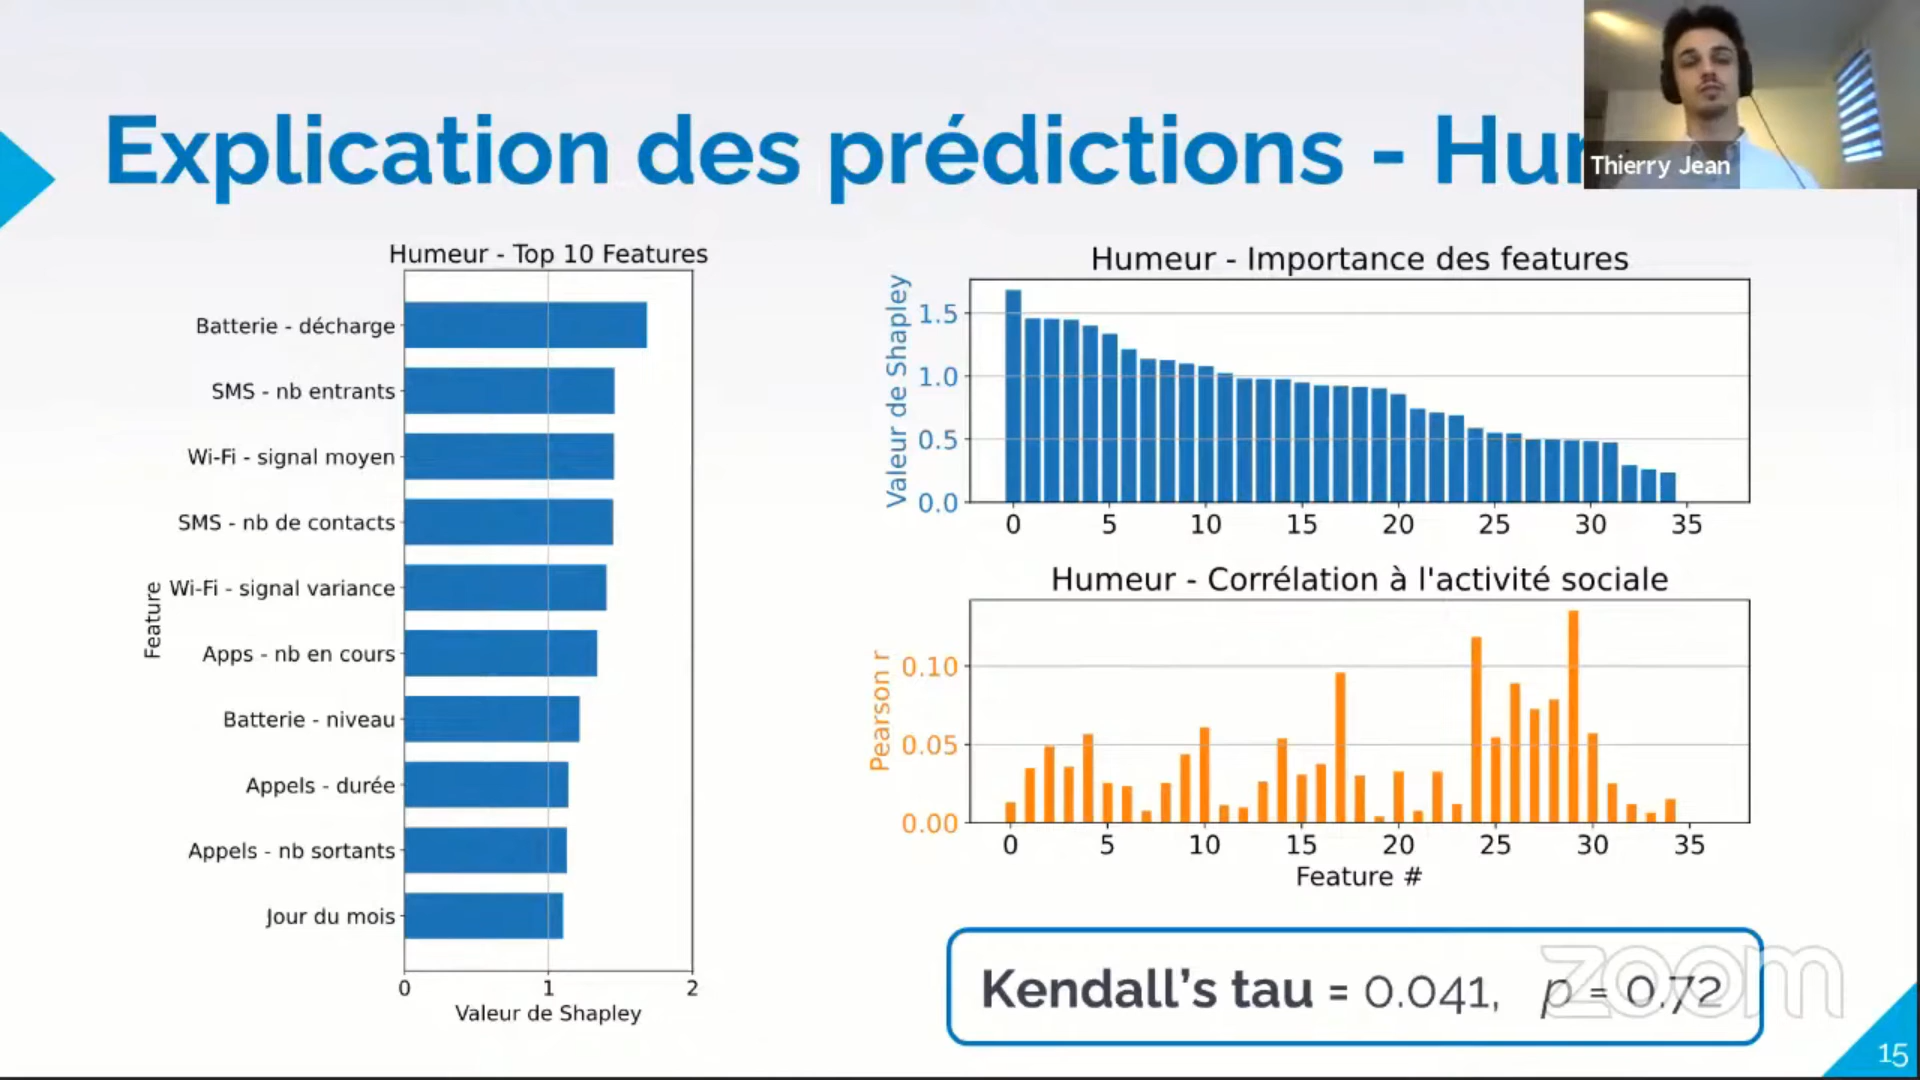 Explication des prédictions - Hu
Thierry Jean
Humeur - Top 10 Features
Feature
Batterie - décharge
SMS - nb entrants
Wi-Fi - signal moyen
SMS - nb de contacts
Wi-Fi - signal variance
Apps - nb en cours
Batterie - niveau
Appels - durée
Appels - nb sortants
Jour du mois
0 1 2
Valeur de Shapley
Humeur - Importance des features
Valeur de Shapley
1.5
1.0
0.5
0.0
0 5 10 15 20 25 30 35
Humeur - Corrélation à l'activité sociale
Pearson r
0.10
0.05
0.00
0 5 10 15 20 25 30 35
Feature #
Kendall's tau = 0.041, p = 0.72
zoom
15